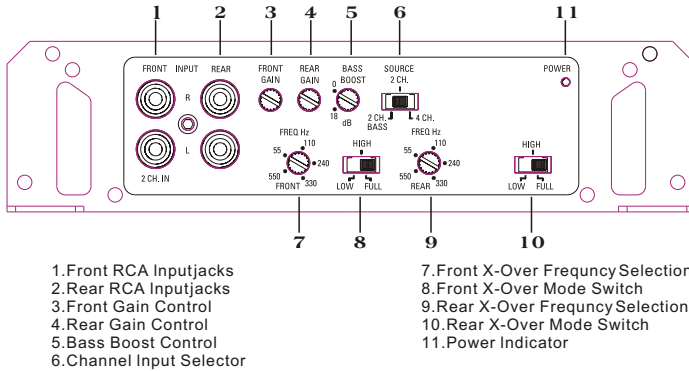 1 2 3 4 5 6 11
FRONT INPUT REAR FRONT GAIN REAR GAIN BASS BOOST SOURCE 2 CH. POWER
R
0
18
dB
2 CH. BASS
4 CH.
L
2 CH. IN
FREQ Hz
55
110
240
550
330
FRONT
HIGH
LOW FULL
FREQ Hz
55
110
240
550
330
REAR
HIGH
LOW FULL
7 8 9 10
1.Front RCA Inputjacks
2.Rear RCA Inputjacks
3.Front Gain Control
4.Rear Gain Control
5.Bass Boost Control
6.Channel Input Selector
7.Front X-Over Frequncy Selection
8.Front X-Over Mode Switch
9.Rear X-Over Frequncy Selection
10.Rear X-Over Mode Switch
11.Power Indicator